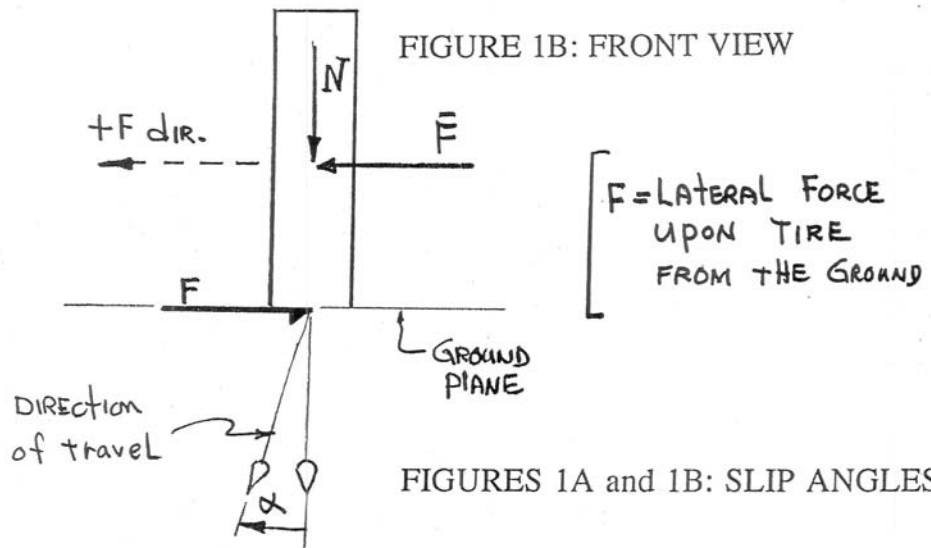 FIGURE 1B: FRONT VIEW
N
+F dir.
F̄̄
F = LATERAL FORCE
UPON TIRE
FROM THE GROUND
F
GROUND
PLANE
DIRECTION
of travel
α
FIGURES 1A and 1B: SLIP ANGLES